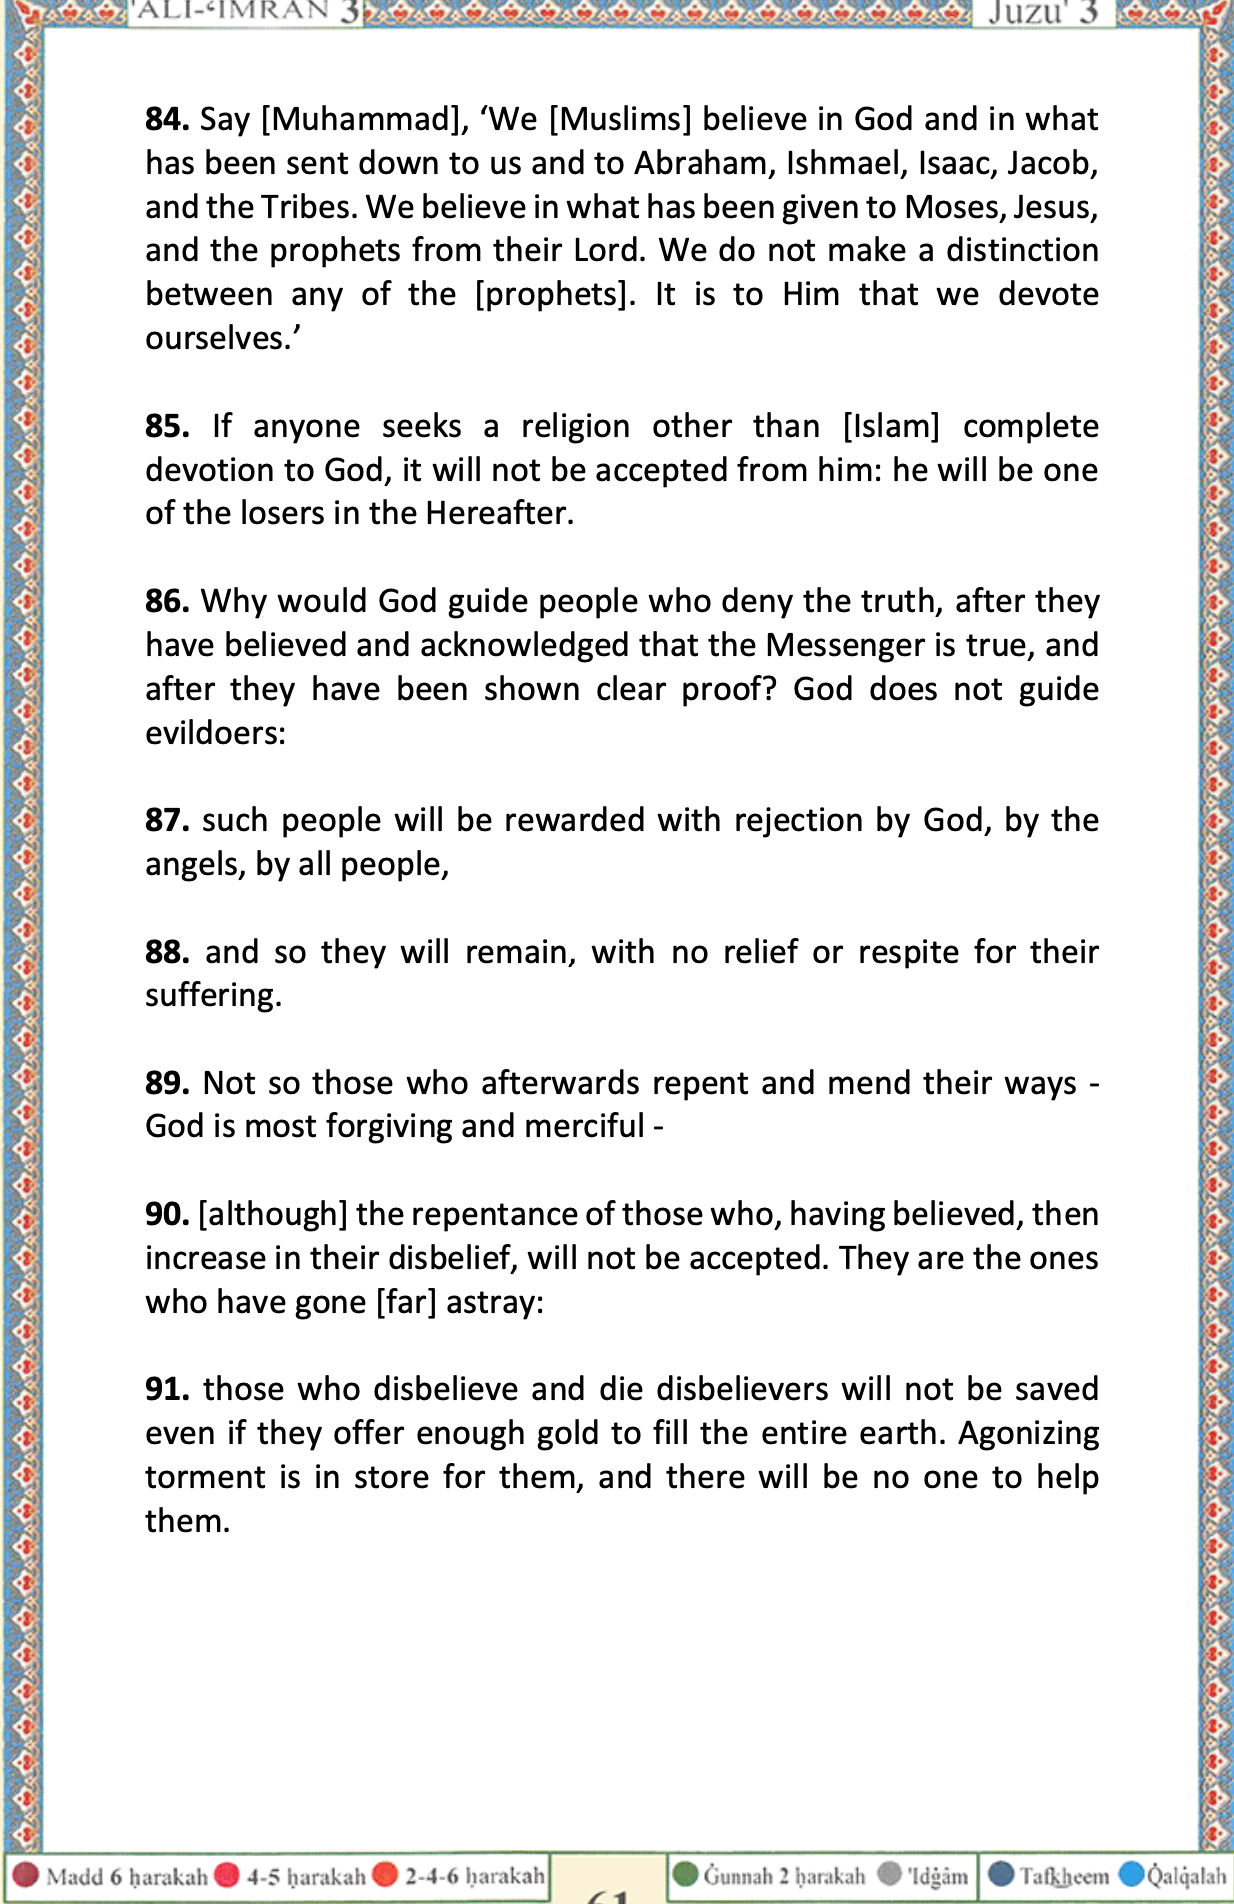 'ALI-‘IMRAN 3
Juzu' 3
84. Say [Muhammad], ‘We [Muslims] believe in God and in what
has been sent down to us and to Abraham, Ishmael, Isaac, Jacob,
and the Tribes. We believe in what has been given to Moses, Jesus,
and the prophets from their Lord. We do not make a distinction
between any of the [prophets]. It is to Him that we devote
ourselves.’
85. If anyone seeks a religion other than [Islam] complete
devotion to God, it will not be accepted from him: he will be one
of the losers in the Hereafter.
86. Why would God guide people who deny the truth, after they
have believed and acknowledged that the Messenger is true, and
after they have been shown clear proof? God does not guide
evildoers:
87. such people will be rewarded with rejection by God, by the
angels, by all people,
88. and so they will remain, with no relief or respite for their
suffering.
89. Not so those who afterwards repent and mend their ways -
God is most forgiving and merciful -
90. [although] the repentance of those who, having believed, then
increase in their disbelief, will not be accepted. They are the ones
who have gone [far] astray:
91. those who disbelieve and die disbelievers will not be saved
even if they offer enough gold to fill the entire earth. Agonizing
torment is in store for them, and there will be no one to help
them.
Madd 6 ḥarakah 4-5 ḥarakah 2-4-6 ḥarakah
61
Ġunnah 2 ḥarakah 'Idġâm Tafkheem Q̇alq̇alah